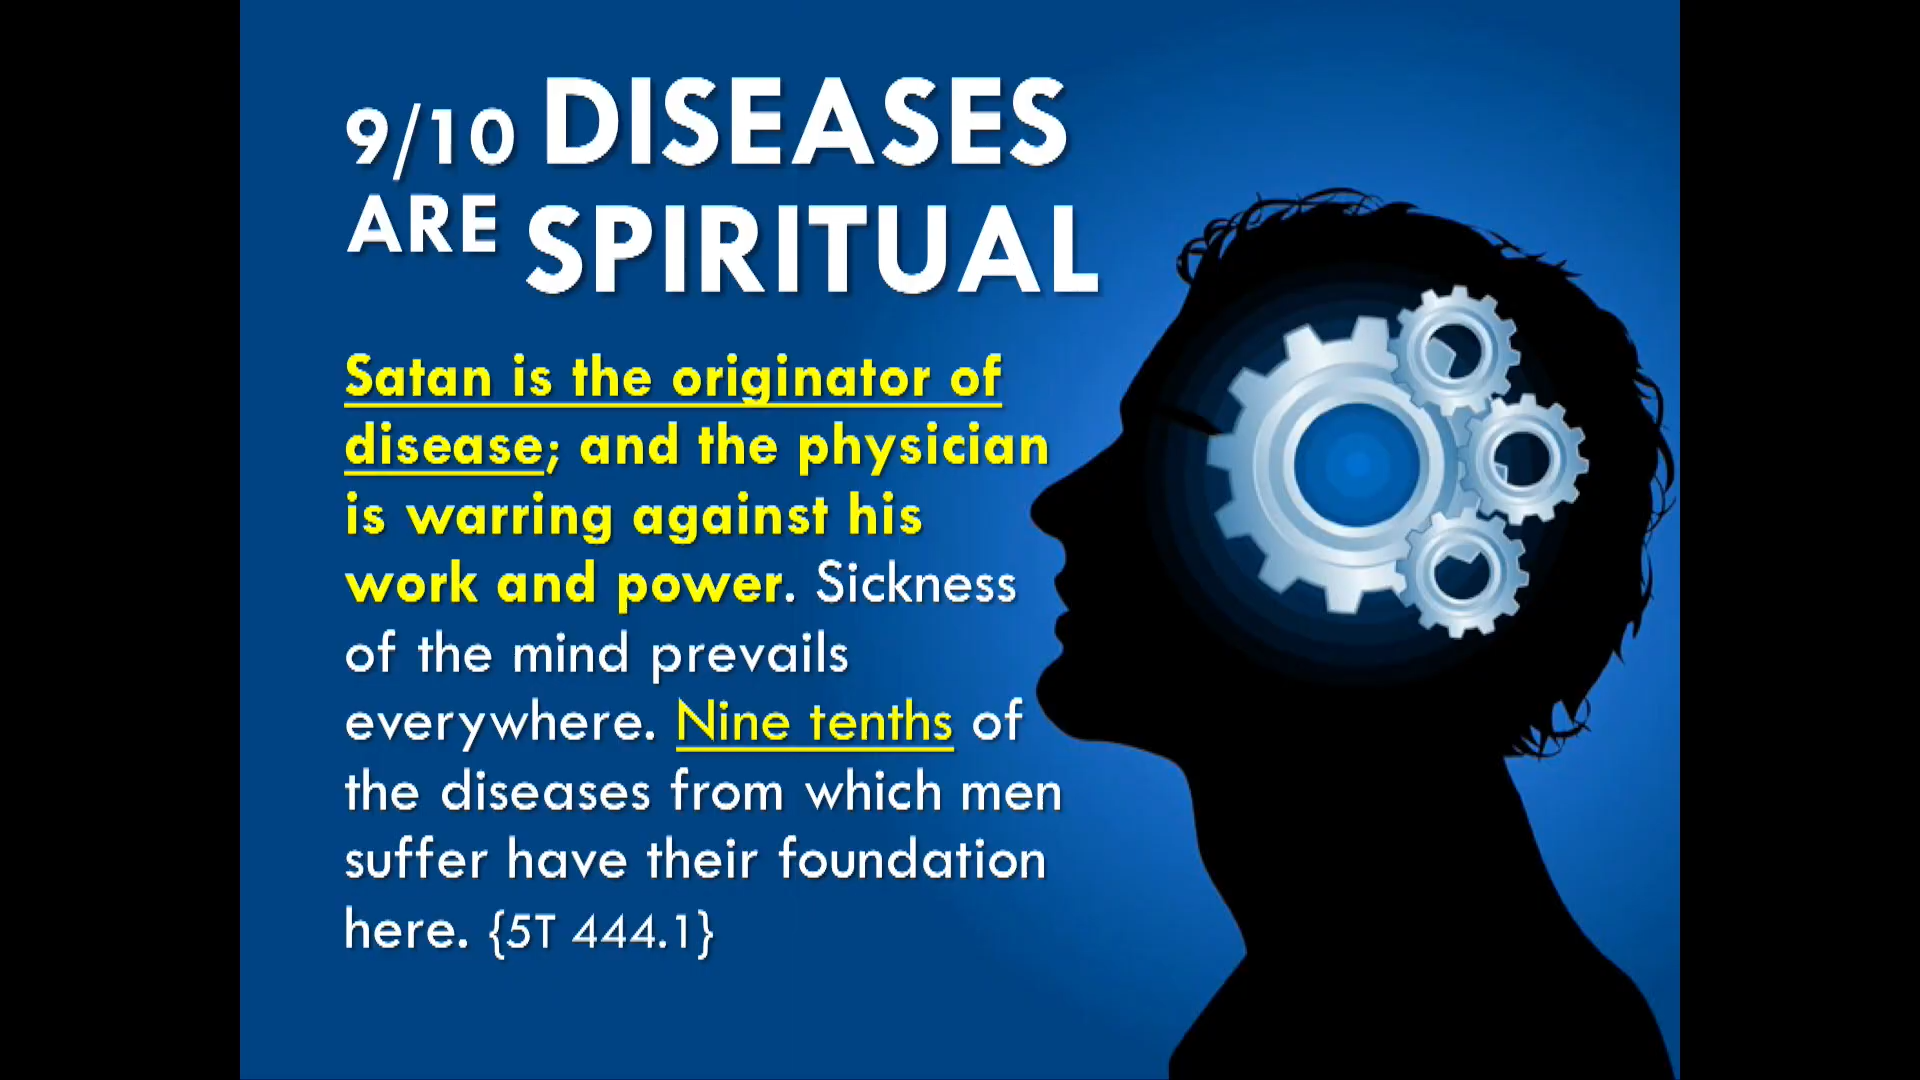 9/10 DISEASES
ARE SPIRITUAL
Satan is the originator of
disease; and the physician
is warring against his
work and power. Sickness
of the mind prevails
everywhere. Nine tenths of
the diseases from which men
suffer have their foundation
here. {5T 444.1}